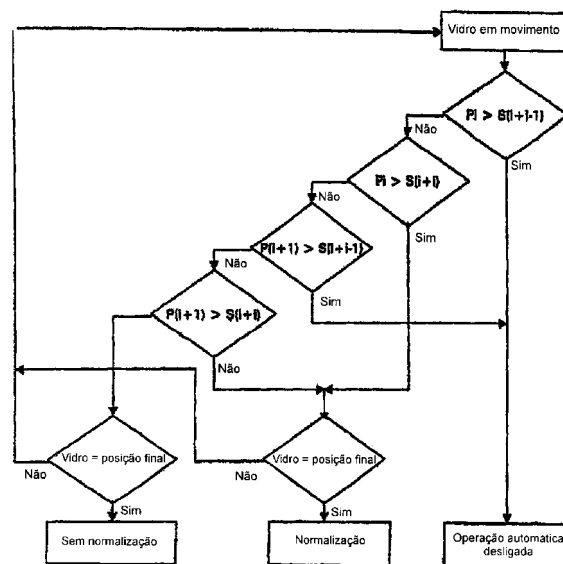 Vidro em movimento
Pi > S(i+i-1)
Não
Sim
Pi > S(i+i)
Não
Sim
P(i+1) > S(i+i-1)
Não
Sim
P(i+1) > S(i+i)
Não
Vidro = posição final
Não
Sim
Vidro = posição final
Não
Sim
Sem normalização
Normalização
Operação automatica
desligada